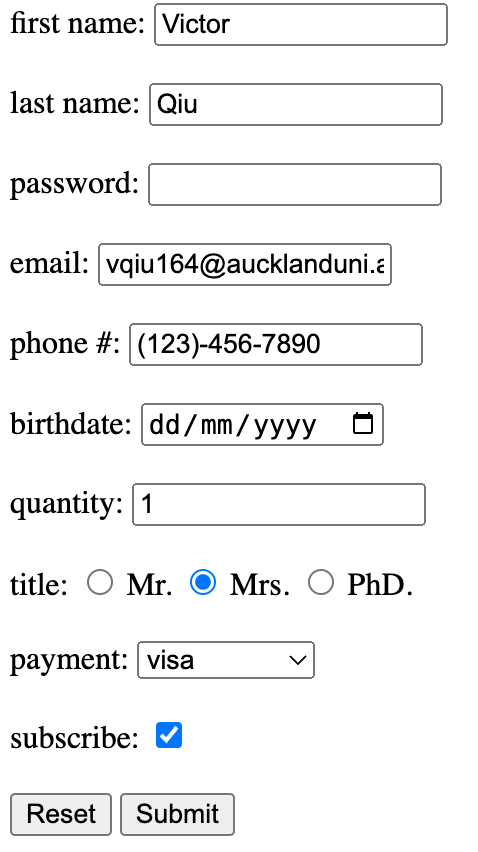 first name: Victor
last name: Qiu
password:
email: vqiu164@aucklanduni.a
phone #: (123)-456-7890
birthdate: dd/mm/yyyy
quantity: 1
title: Mr. Mrs. PhD.
payment: visa
subscribe:
Reset Submit